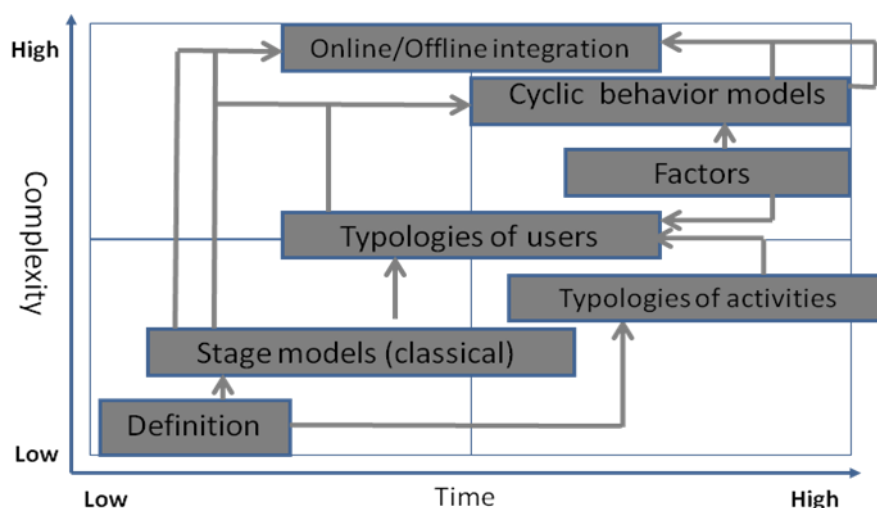 High
Online/Offline integration
Cyclic behavior models
Factors
Complexity
Typologies of users
Typologies of activities
Stage models (classical)
Definition
Low
Low
Time
High